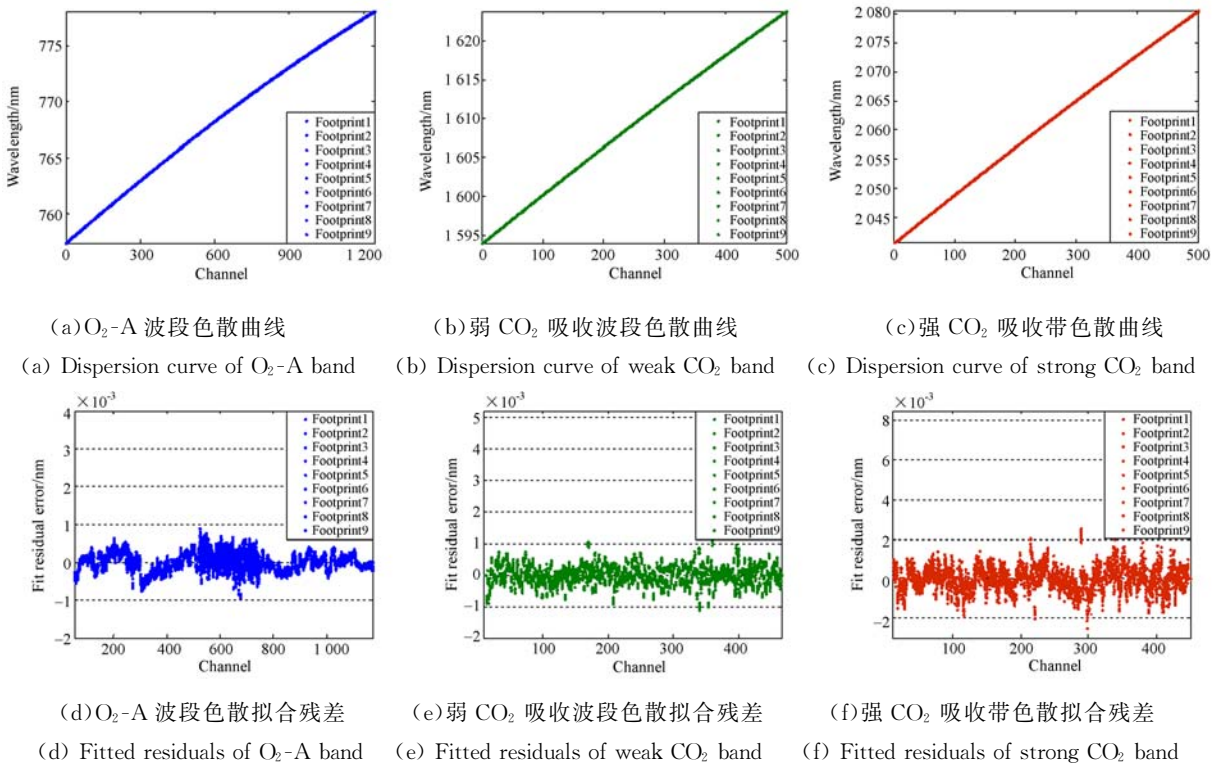 775
770
765
760
Wavelength/nm
0
300
600
900
1 200
Channel
Footprint1
Footprint2
Footprint3
Footprint4
Footprint5
Footprint6
Footprint7
Footprint8
Footprint9
1 620
1 615
1 610
1 605
1 600
1 595
Wavelength/nm
0
100
200
300
400
500
Channel
Footprint1
Footprint2
Footprint3
Footprint4
Footprint5
Footprint6
Footprint7
Footprint8
Footprint9
2 080
2 075
2 070
2 065
2 060
2 055
2 050
2 045
Wavelength/nm
0
100
200
300
400
500
Channel
Footprint1
Footprint2
Footprint3
Footprint4
Footprint5
Footprint6
Footprint7
Footprint8
Footprint9
(a)O₂-A 波段色散曲线
(b)弱 CO₂ 吸收波段色散曲线
(c)强 CO₂ 吸收带色散曲线
(a) Dispersion curve of O₂-A band
(b) Dispersion curve of weak CO₂ band
(c) Dispersion curve of strong CO₂ band
×10⁻³
4
3
2
1
0
−1
−2
Fit residual error/nm
200
400
600
800
1 000
Channel
Footprint1
Footprint2
Footprint3
Footprint4
Footprint5
Footprint6
Footprint7
Footprint8
Footprint9
×10⁻³
5
4
3
2
1
0
−1
−2
Fit residual error/nm
100
200
300
400
Channel
Footprint1
Footprint2
Footprint3
Footprint4
Footprint5
Footprint6
Footprint7
Footprint8
Footprint9
×10⁻³
8
6
4
2
0
−2
Fit residual error/nm
100
200
300
400
Channel
Footprint1
Footprint2
Footprint3
Footprint4
Footprint5
Footprint6
Footprint7
Footprint8
Footprint9
(d)O₂-A 波段色散拟合残差
(e)弱 CO₂ 吸收波段色散拟合残差
(f)强 CO₂ 吸收带色散拟合残差
(d) Fitted residuals of O₂-A band
(e) Fitted residuals of weak CO₂ band
(f) Fitted residuals of strong CO₂ band